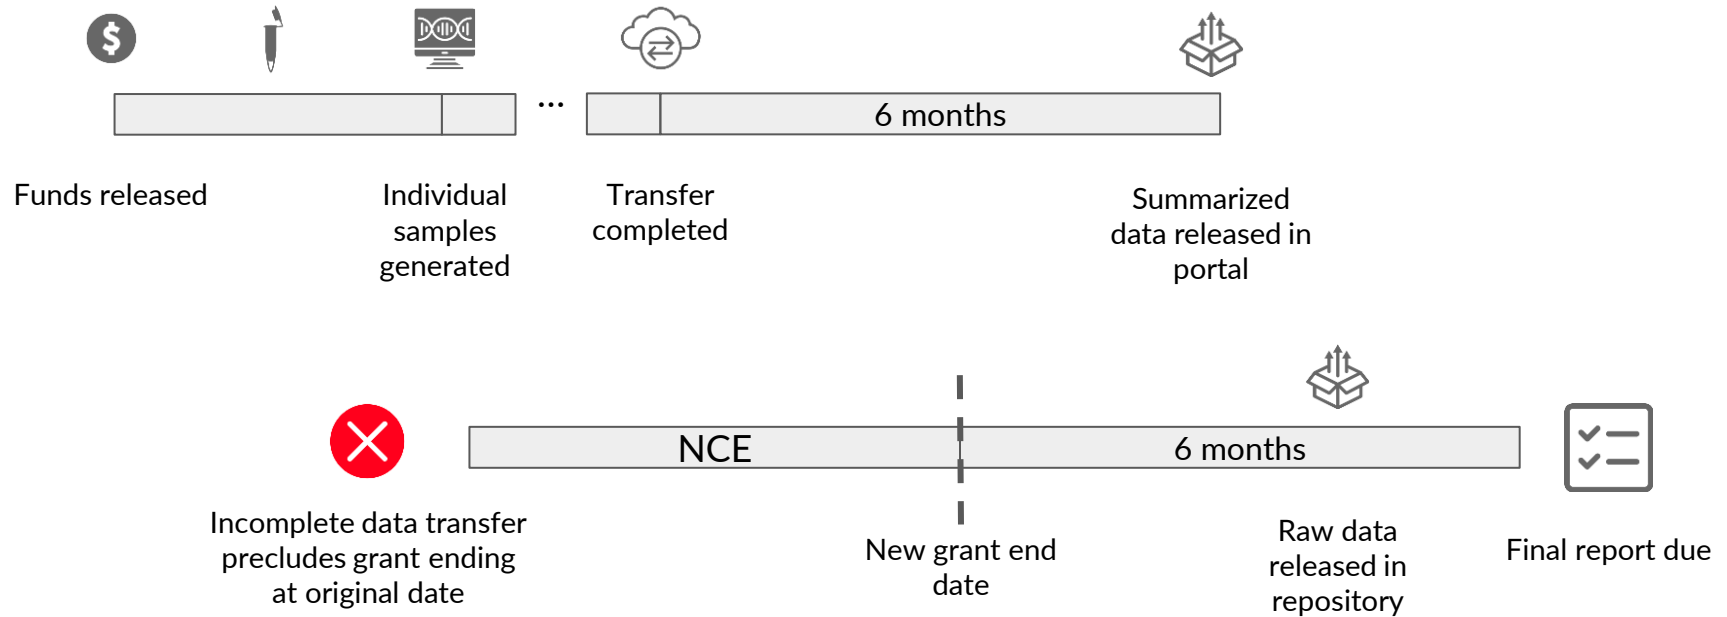 $
...
6 months
Funds released
Individual
samples
generated
Transfer
completed
Summarized
data released in
portal
NCE
6 months
Incomplete data transfer
precludes grant ending
at original date
New grant end
date
Raw data
released in
repository
Final report due